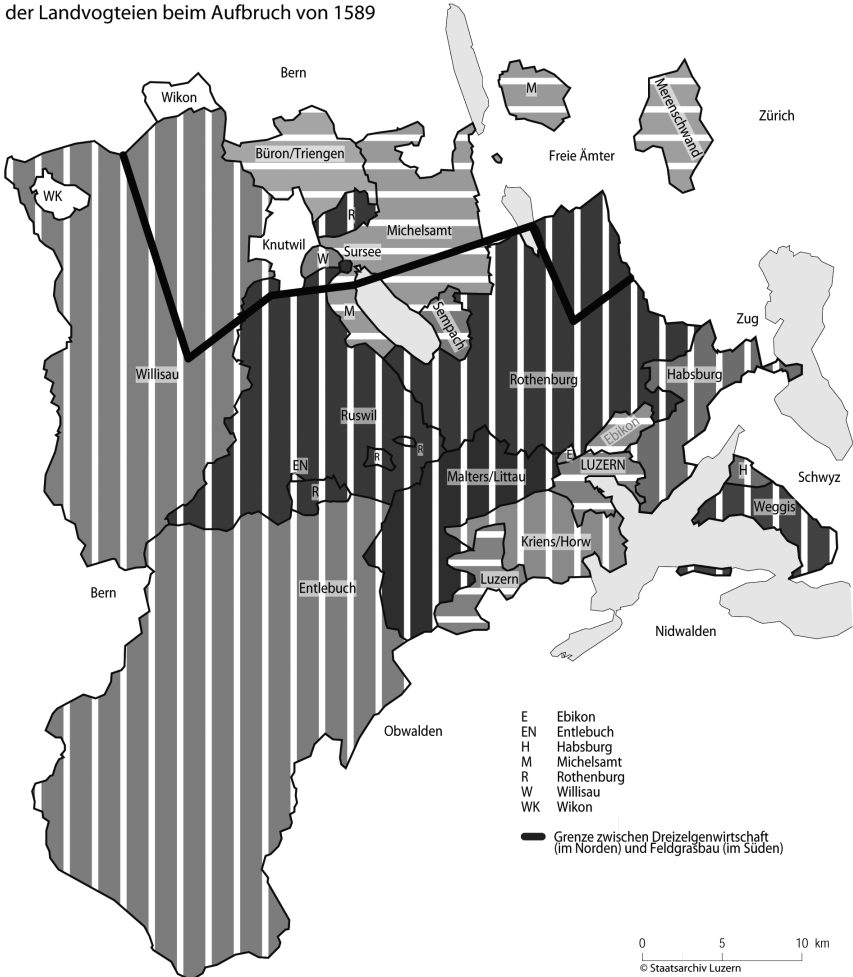 der Landvogteien beim Aufbruch von 1589
Bern
Wikon
M
Merenschwand
Zürich
Büron/Triengen
Freie Ämter
WK
R
Michelsamt
Knutwil
Sursee
W
M
Sempach
Zug
Willisau
Rothenburg
Habsburg
Ruswil
Ebikon
R
R
E
EN
LUZERN
Malters/Littau
H
Schwyz
R
Weggis
Kriens/Horw
Luzern
Bern
Entlebuch
Nidwalden
Obwalden
E Ebikon
EN Entlebuch
H Habsburg
M Michelsamt
R Rothenburg
W Willisau
WK Wikon
Grenze zwischen Dreizelgenwirtschaft
(im Norden) und Feldgrasbau (im Süden)
0 5 10 km
© Staatsarchiv Luzern